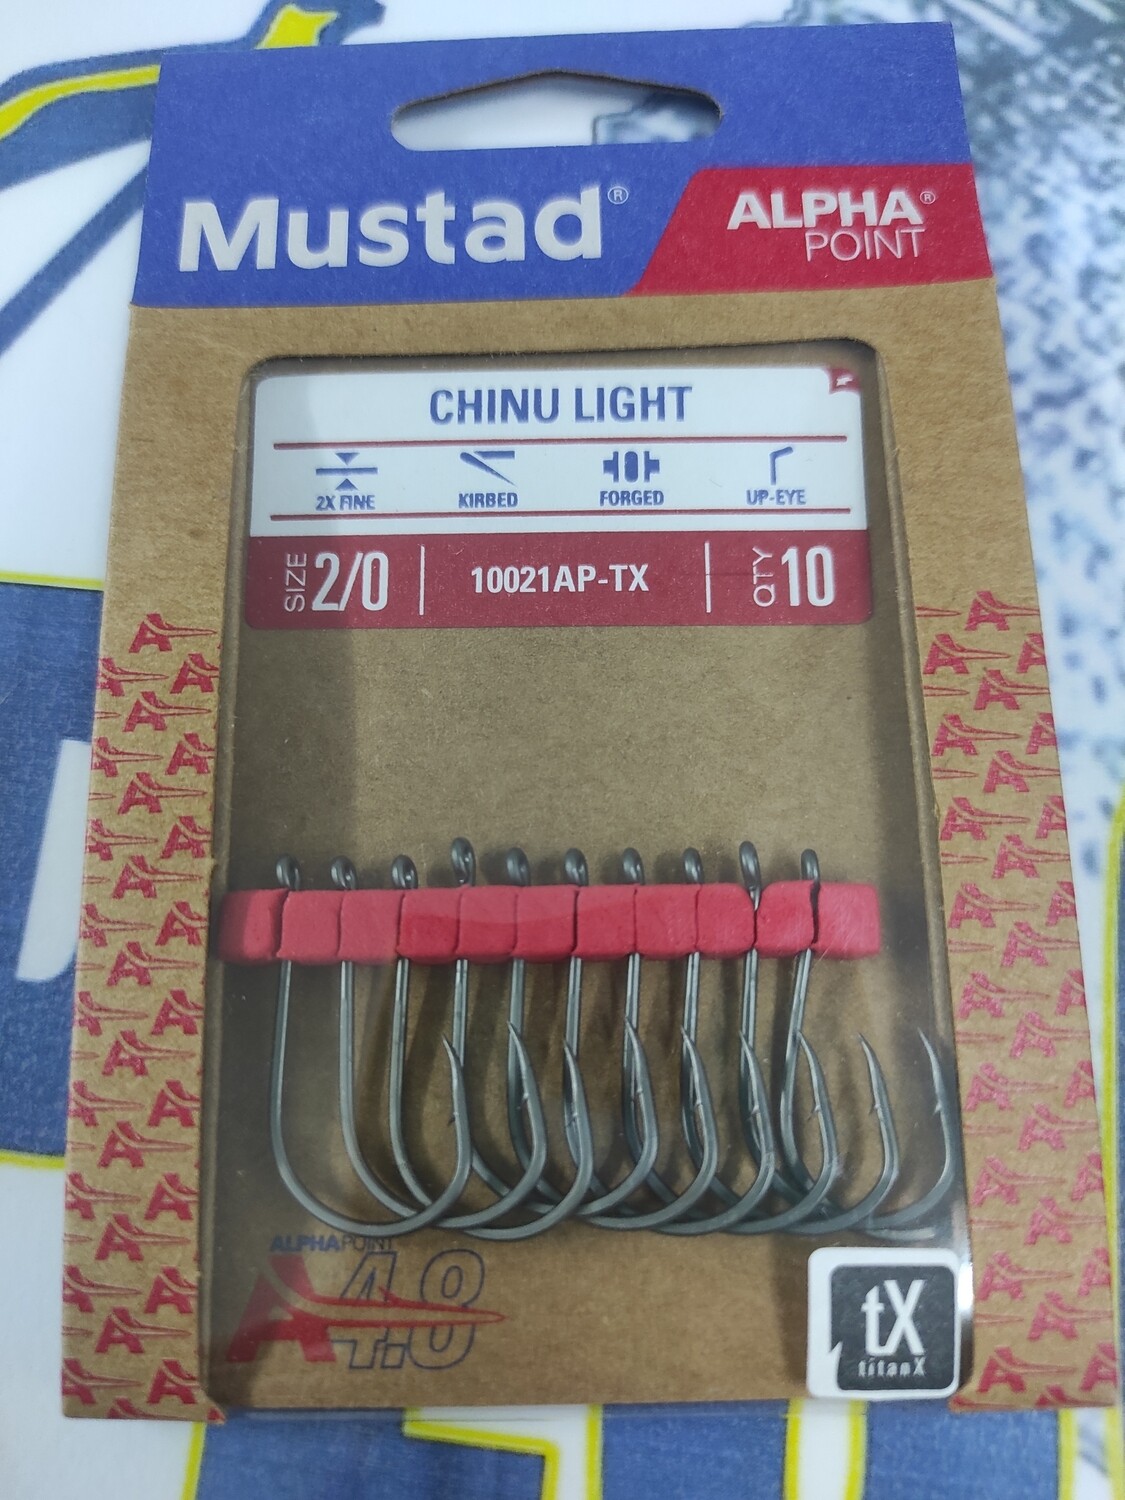 Mustad®
ALPHA®
POINT
CHINU LIGHT
2X FINE KIRBED FORGED UP-EYE
SIZE 2/0 10021AP-TX QTY 10
ALPHAPOINT
4.8
tX
titanX